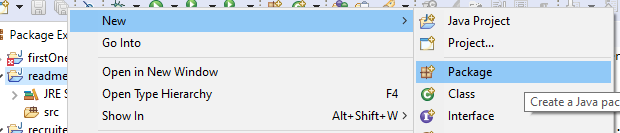 Package Ex
firstOne
readme
JRE S
src
recruite
New
Go Into
Open in New Window
Open Type Hierarchy F4
Show In Alt+Shift+W
Java Project
Project...
Package
Class
Interface
Create a Java pac